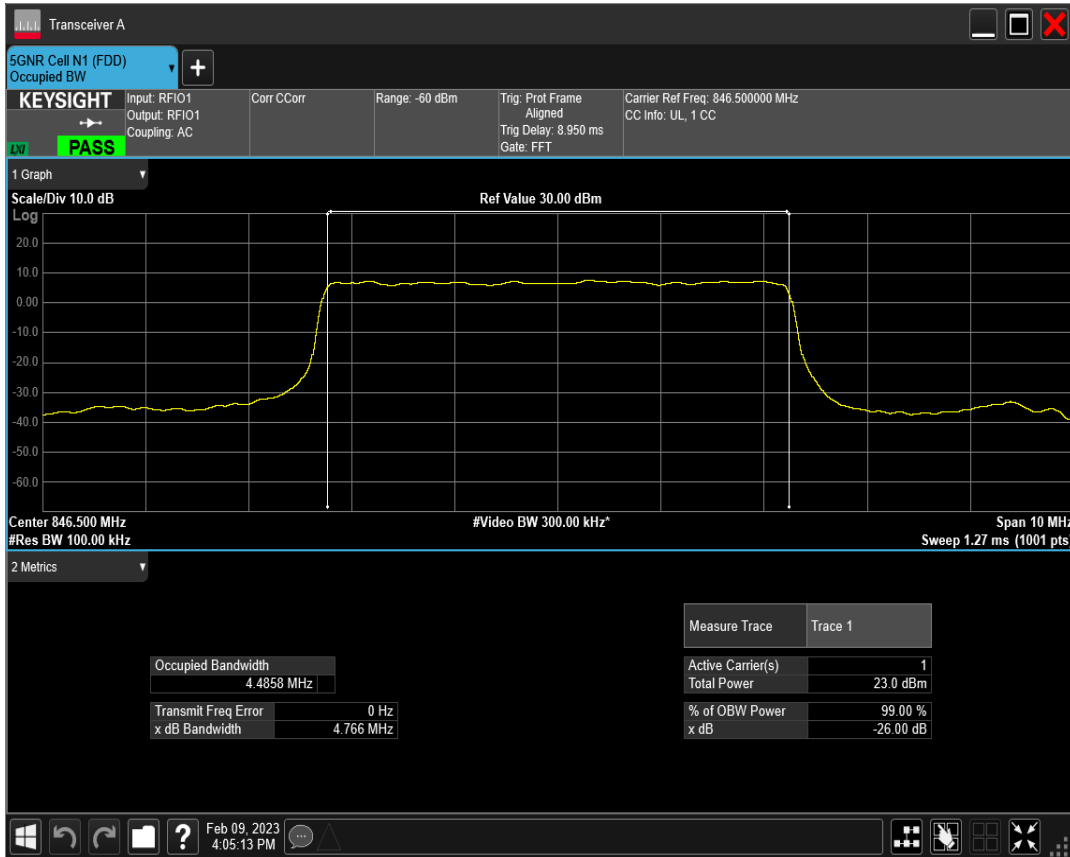 Transceiver A
5GNR Cell N1 (FDD)
Occupied BW
+
KEYSIGHT
LXI
PASS
Input: RFIO1
Output: RFIO1
Coupling: AC
Corr CCorr
Range: -60 dBm
Trig: Prot Frame
Aligned
Trig Delay: 8.950 ms
Gate: FFT
Carrier Ref Freq: 846.500000 MHz
CC Info: UL, 1 CC
1 Graph
Scale/Div 10.0 dB
Ref Value 30.00 dBm
Log
20.0
10.0
0.00
-10.0
-20.0
-30.0
-40.0
-50.0
-60.0
Center 846.500 MHz
#Video BW 300.00 kHz*
Span 10 MHz
#Res BW 100.00 kHz
Sweep 1.27 ms (1001 pts)
2 Metrics
Measure Trace Trace 1
Occupied Bandwidth
4.4858 MHz
Active Carrier(s) 1
Total Power 23.0 dBm
Transmit Freq Error 0 Hz
x dB Bandwidth 4.766 MHz
% of OBW Power 99.00 %
x dB -26.00 dB
?
Feb 09, 2023
4:05:13 PM